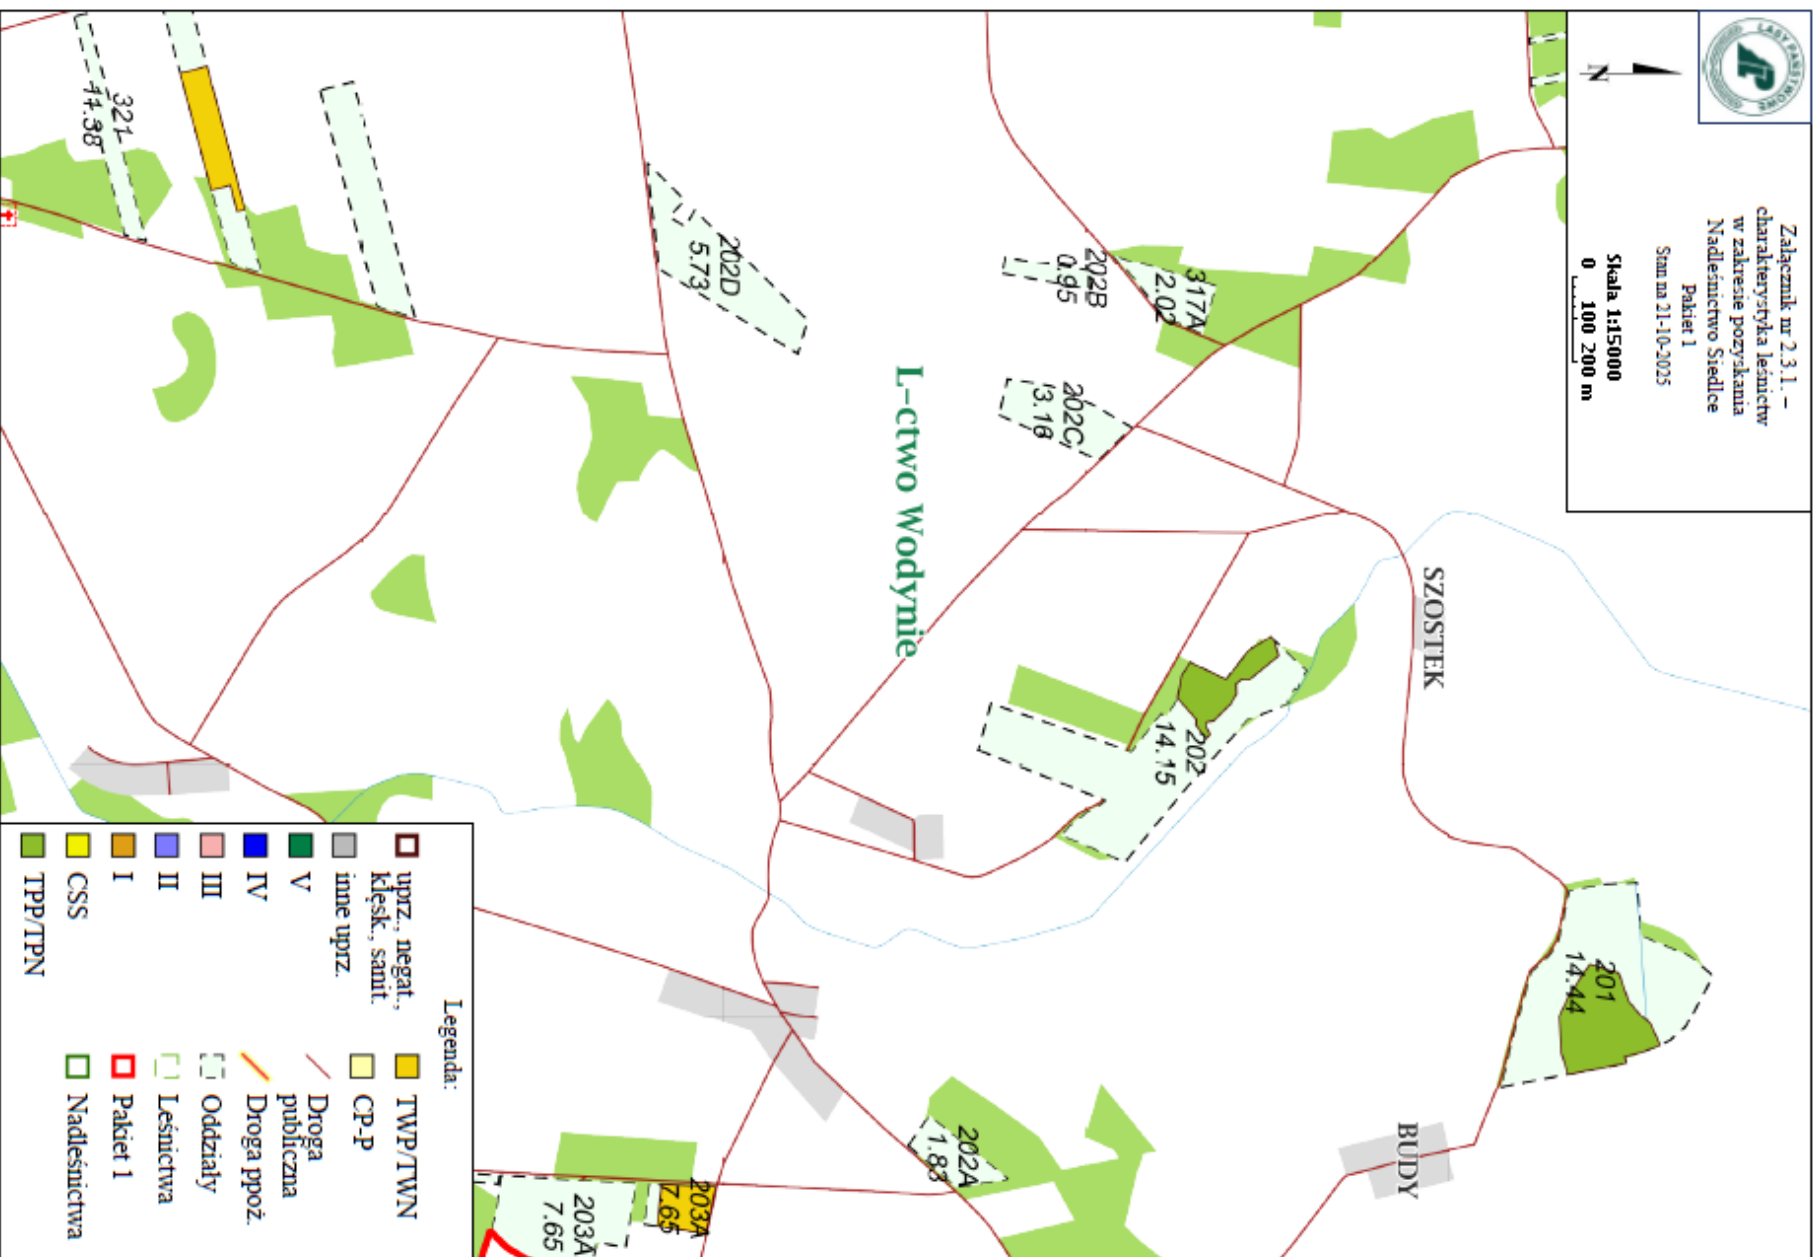 LASY PAŃSTWOWE
Załącznik nr 2.3.1. –
charakterystyka leśnictw
w zakresie pozyskania
Nadleśnictwo Siedlce
Pakiet 1
Stan na 21-10-2025
Skala 1:15000
0 100 200 m
N
SZOSTEK
BUDY
L-ctwo Wodynie
201
14.44
202
14.15
317A
2.02
202B
0.95
202C
3.16
202D
5.73
321
11.38
202A
1.83
203A
7.65
203A
7.65
Legenda:
uprz., negat.,
klęsk., sanit.
inne uprz.
V
IV
III
II
I
CSS
TPP/TPN
TWP/TWN
CP-P
Droga
publiczna
Droga ppoż.
Oddziały
Leśnictwa
Pakiet 1
Nadleśnictwa